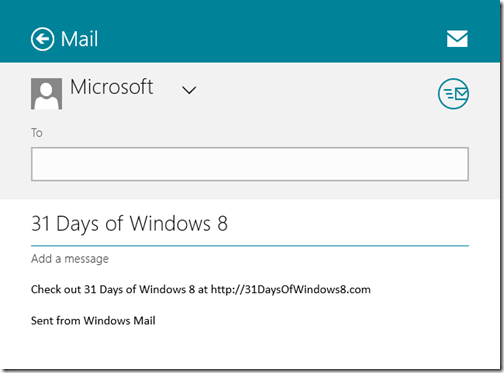 Mail
Microsoft
To
31 Days of Windows 8
Add a message
Check out 31 Days of Windows 8 at http://31DaysOfWindows8.com
Sent from Windows Mail